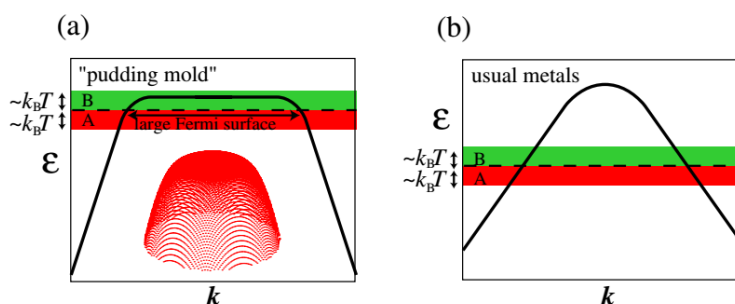 (a)
"pudding mold"
~kBT
B
~kBT
A
large Fermi surface
ε
k
(b)
usual metals
ε
~kBT
B
~kBT
A
k